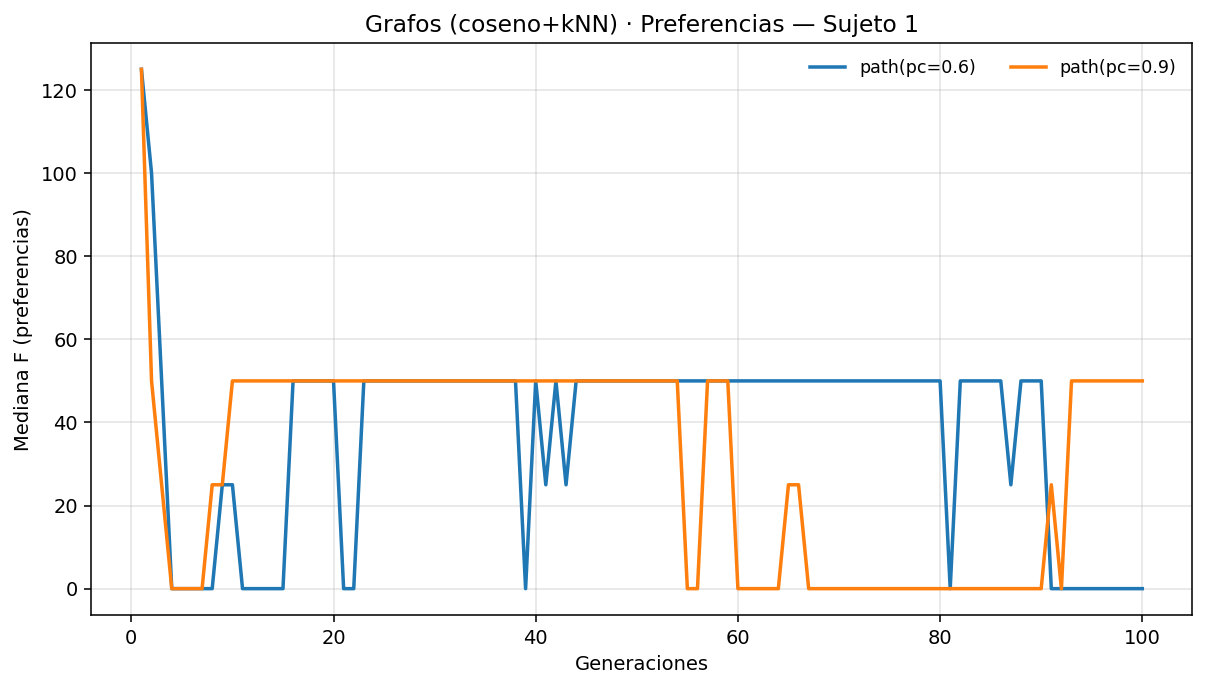 Grafos (coseno+kNN) · Preferencias — Sujeto 1
path(pc=0.6) path(pc=0.9)
Mediana F (preferencias)
120
100
80
60
40
20
0
0 20 40 60 80 100
Generaciones